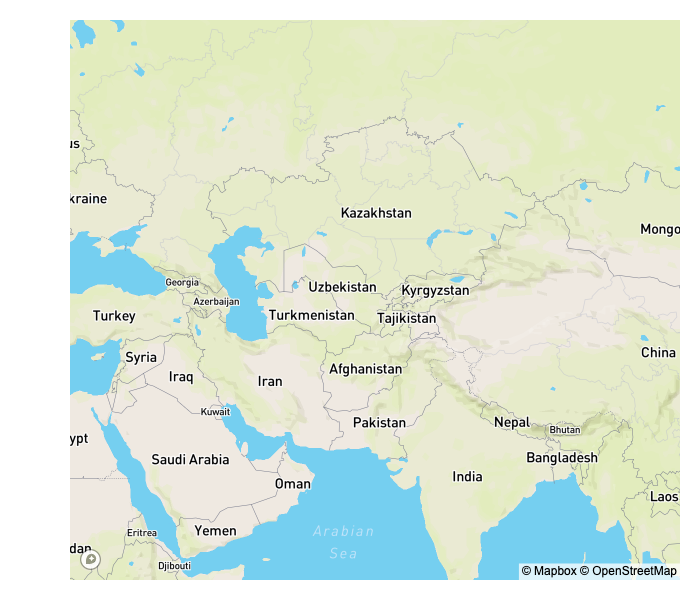 us
kraine
Kazakhstan
Mongo
Georgia
Uzbekistan
Kyrgyzstan
Azerbaijan
Turkey
Turkmenistan
Tajikistan
Syria
China
Iraq
Iran
Afghanistan
Kuwait
Pakistan
Nepal
Bhutan
ypt
Saudi Arabia
Bangladesh
India
Oman
Laos
Eritrea
Yemen
Arabian
Sea
dan
Djibouti
© Mapbox © OpenStreetMap